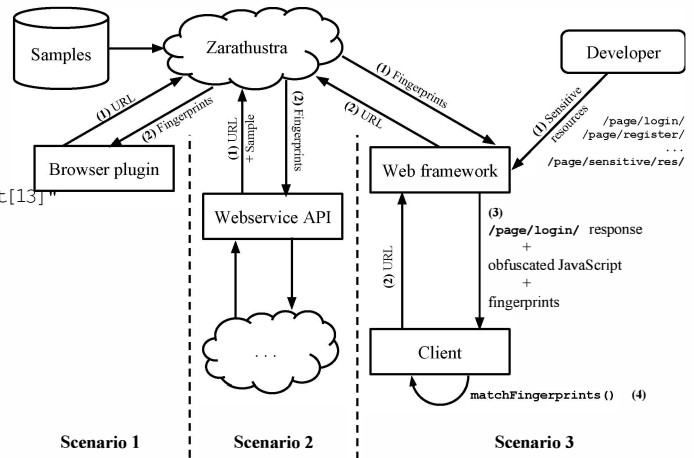 Samples
Zarathustra
Developer
(1) URL
(2) Fingerprints
(1) URL
+ Sample
(2) Fingerprints
(1) Fingerprints
(2) URL
(1) Sensitive
resources
/page/login/
/page/register/
...
/page/sensitive/res/
Browser plugin
t[13]"
Webservice API
Web framework
(2) URL
(3)
/page/login/ response
+
obfuscated JavaScript
+
fingerprints
...
Client
matchFingerprints() (4)
Scenario 1
Scenario 2
Scenario 3